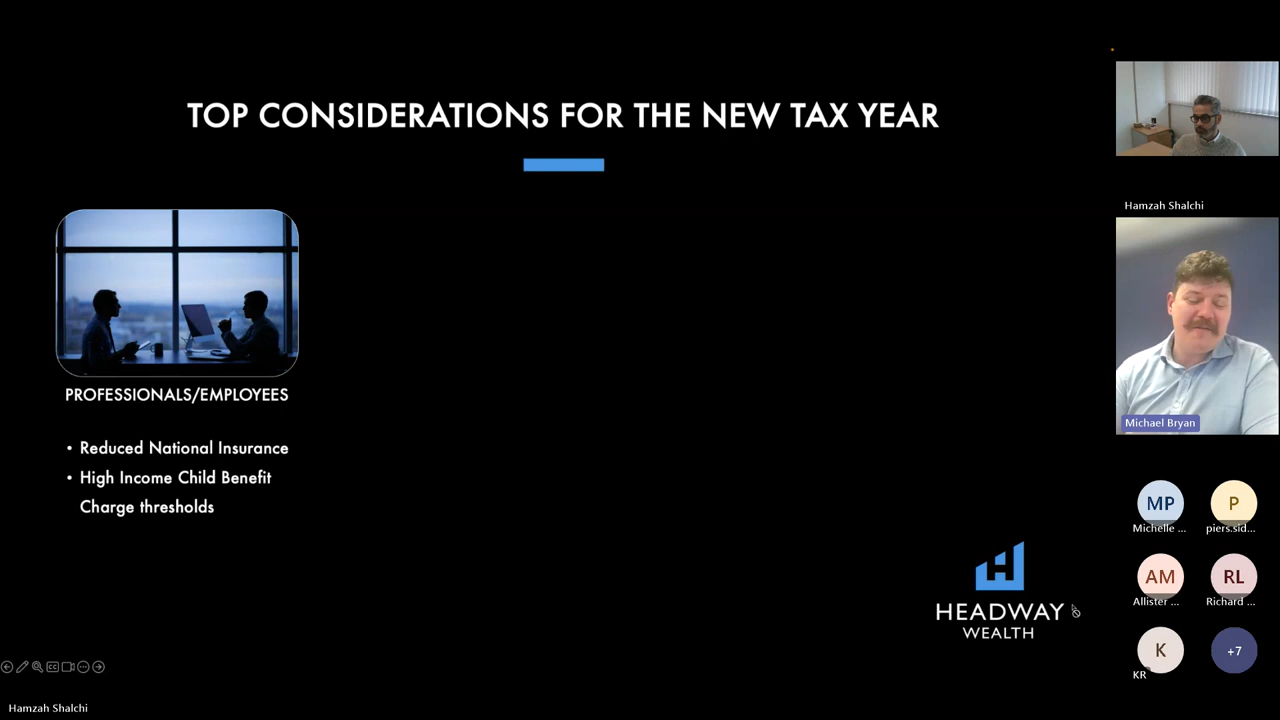 TOP CONSIDERATIONS FOR THE NEW TAX YEAR
PROFESSIONALS/EMPLOYEES
• Reduced National Insurance
• High Income Child Benefit
Charge thresholds
HEADWAY
WEALTH
Hamzah Shalchi
Hamzah Shalchi
Michael Bryan
MP
Michelle ...
P
piers.sid...
AM
Allister ...
RL
Richard ...
K
KR
+7